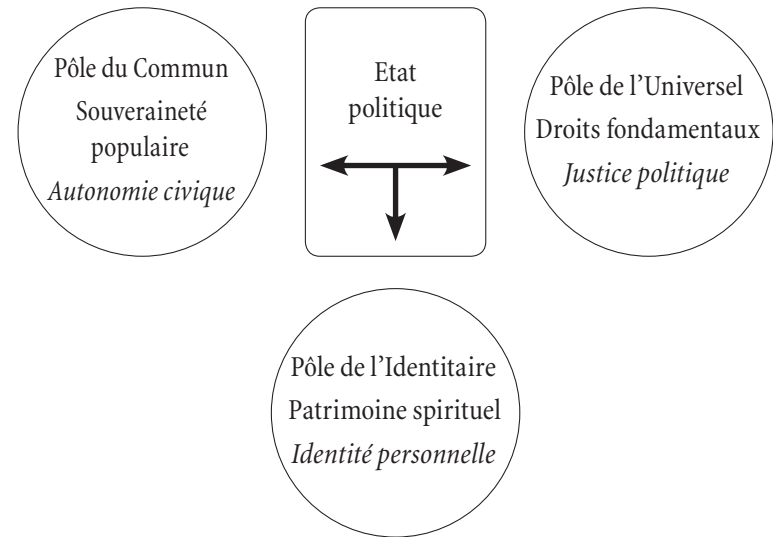 Pôle du Commun
Souveraineté
populaire
Autonomie civique
Etat
politique
Pôle de l’Universel
Droits fondamentaux
Justice politique
Pôle de l’Identitaire
Patrimoine spirituel
Identité personnelle